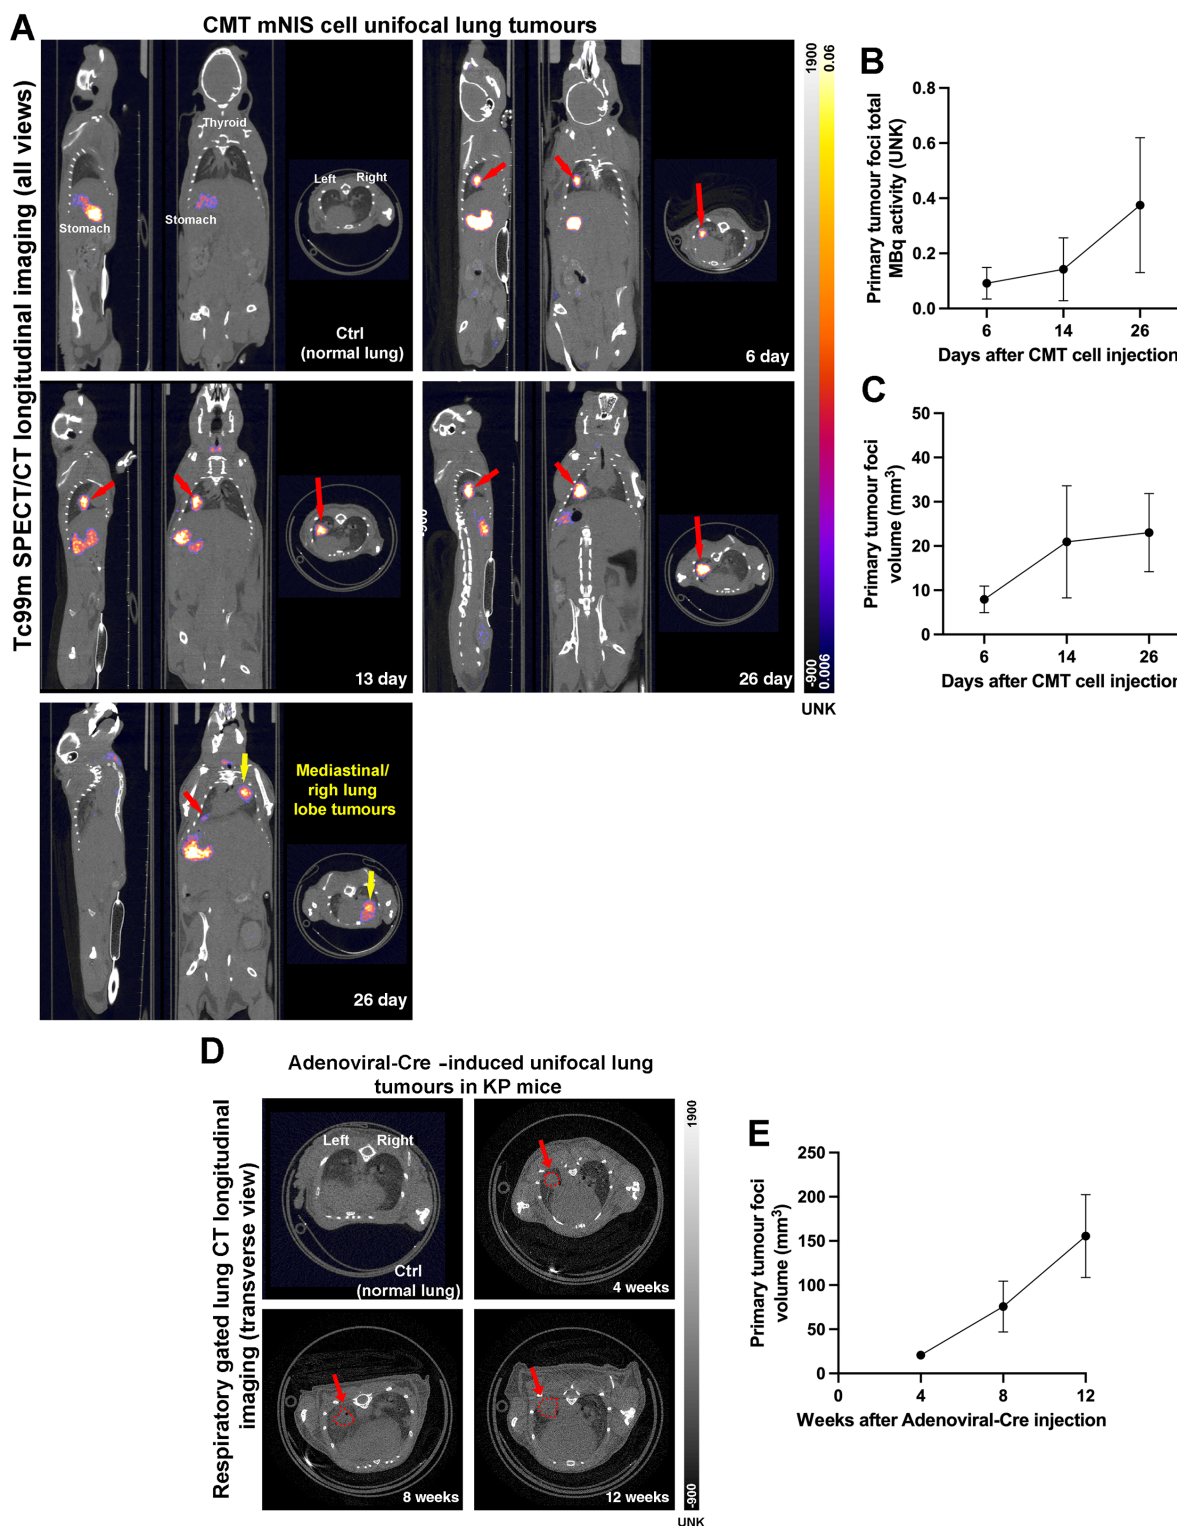 A
CMT mNIS cell unifocal lung tumours
Tc99m SPECT/CT longitudinal imaging (all views)
Thyroid
Stomach
Stomach
Left
Right
Ctrl
(normal lung)
6 day
13 day
-900
26 day
Mediastinal/
righ lung
lobe tumours
26 day
1900
0.06
-900
0.006
UNK
B
Primary tumour foci total
MBq activity (UNK)
0.8
0.6
0.4
0.2
0.0
6
14
26
Days after CMT cell injection
C
Primary tumour foci
volume (mm³)
50
40
30
20
10
0
6
14
26
Days after CMT cell injection
D
Adenoviral-Cre -induced unifocal lung
tumours in KP mice
Respiratory gated lung CT longitudinal
imaging (transverse view)
Left
Right
Ctrl
(normal lung)
4 weeks
8 weeks
12 weeks
1900
-900
UNK
E
Primary tumour foci
volume (mm³)
250
200
150
100
50
0
0
4
8
12
Weeks after Adenoviral-Cre injection